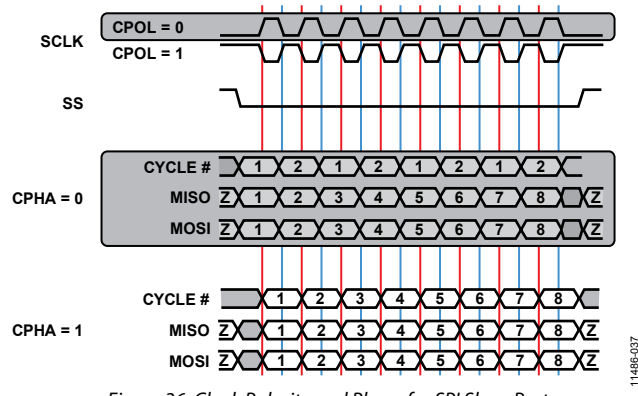 CPOL = 0
SCLK
CPOL = 1
SS
CYCLE # 1 2 1 2 1 2 1 2
CPHA = 0 MISO Z 1 2 3 4 5 6 7 8 Z
MOSI Z 1 2 3 4 5 6 7 8 Z
CYCLE # 1 2 3 4 5 6 7 8
CPHA = 1 MISO Z 1 2 3 4 5 6 7 8 Z
MOSI Z 1 2 3 4 5 6 7 8 Z
11486-037
Figure 36. Clock Polarity and Phase for SPI Slave Port